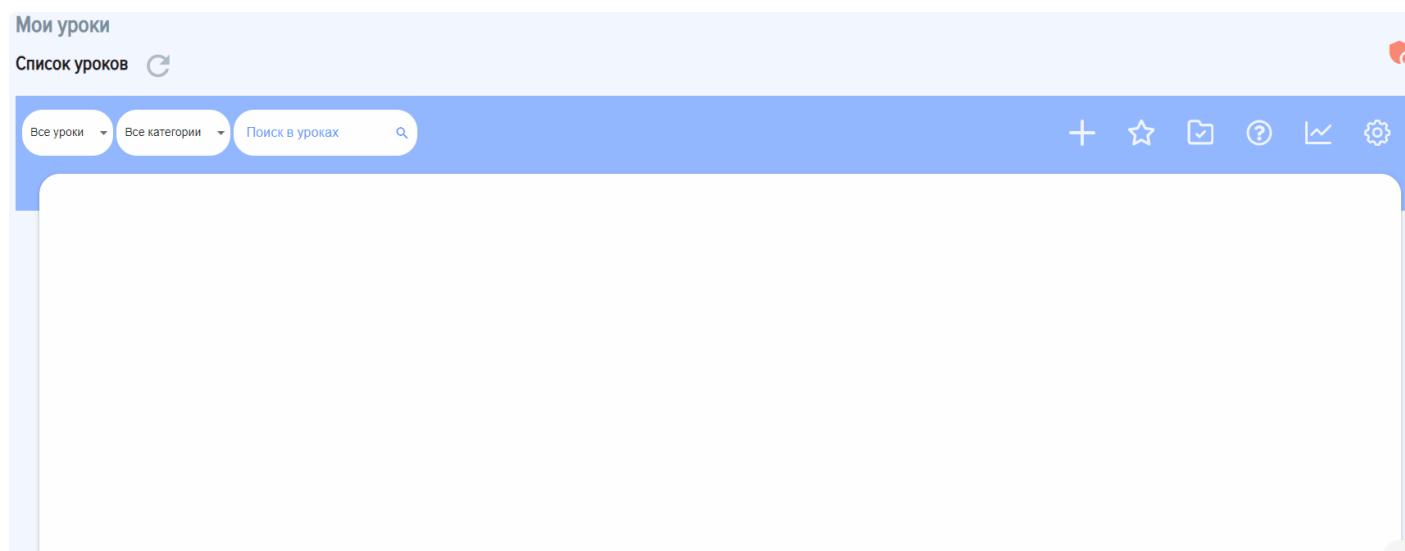 Мои уроки
Список уроков
Все уроки Все категории Поиск в уроках